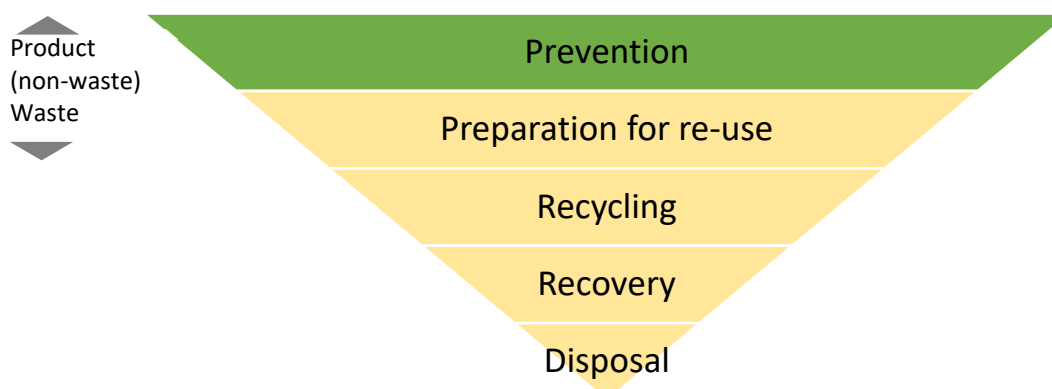 Product
(non-waste)
Waste
Prevention
Preparation for re-use
Recycling
Recovery
Disposal